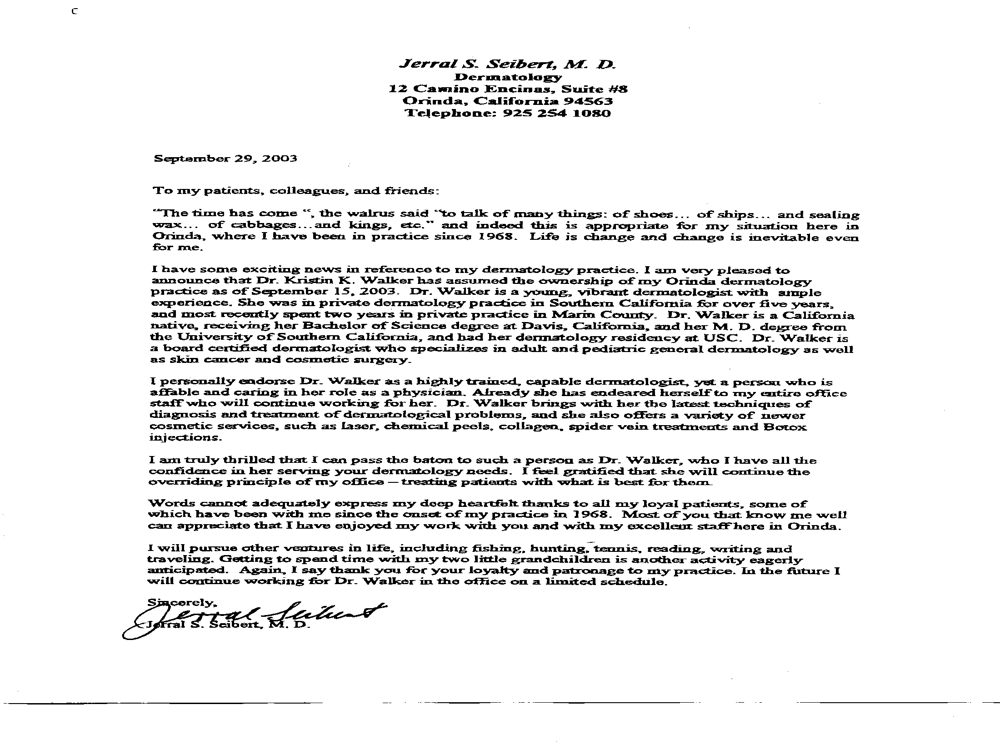 C
Jerral S. Seibert, M. D.
Dermatology
12 Camino Encinas, Suite #8
Orinda, California 94563
Telephone: 925 254 1080
September 29, 2003
To my patients, colleagues, and friends:
"The time has come ", the walrus said "to talk of many things: of shoes... of ships... and sealing
wax... of cabbages...and kings, etc." and indeed this is appropriate for my situation here in
Orinda, where I have been in practice since 1968. Life is change and change is inevitable even
for me.
I have some exciting news in reference to my dermatology practice. I am very pleased to
announce that Dr. Kristin K. Walker has assumed the ownership of my Orinda dermatology
practice as of September 15, 2003. Dr. Walker is a young, vibrant dermatologist with ample
experience. She was in private dermatology practice in Southern California for over five years,
and most recently spent two years in private practice in Marin County. Dr. Walker is a California
native, receiving her Bachelor of Science degree at Davis, California, and her M. D. degree from
the University of Southern California, and had her dermatology residency at USC. Dr. Walker is
a board certified dermatologist who specializes in adult and pediatric general dermatology as well
as skin cancer and cosmetic surgery.
I personally endorse Dr. Walker as a highly trained, capable dermatologist, yet a person who is
affable and caring in her role as a physician. Already she has endeared herself to my entire office
staff who will continue working for her. Dr. Walker brings with her the latest techniques of
diagnosis and treatment of dermatological problems, and she also offers a variety of newer
cosmetic services, such as laser, chemical peels, collagen, spider vein treatments and Botox
injections.
I am truly thrilled that I can pass the baton to such a person as Dr. Walker, who I have all the
confidence in her serving your dermatology needs. I feel gratified that she will continue the
overriding principle of my office – treating patients with what is best for them.
Words cannot adequately express my deep heartfelt thanks to all my loyal patients, some of
which have been with me since the onset of my practice in 1968. Most of you that know me well
can appreciate that I have enjoyed my work with you and with my excellent staff here in Orinda.
I will pursue other ventures in life, including fishing, hunting, tennis, reading, writing and
traveling. Getting to spend time with my two little grandchildren is another activity eagerly
anticipated. Again, I say thank you for your loyalty and patronage to my practice. In the future I
will continue working for Dr. Walker in the office on a limited schedule.
Sincerely,
Jerral Seibert
Jerral S. Seibert, M. D.